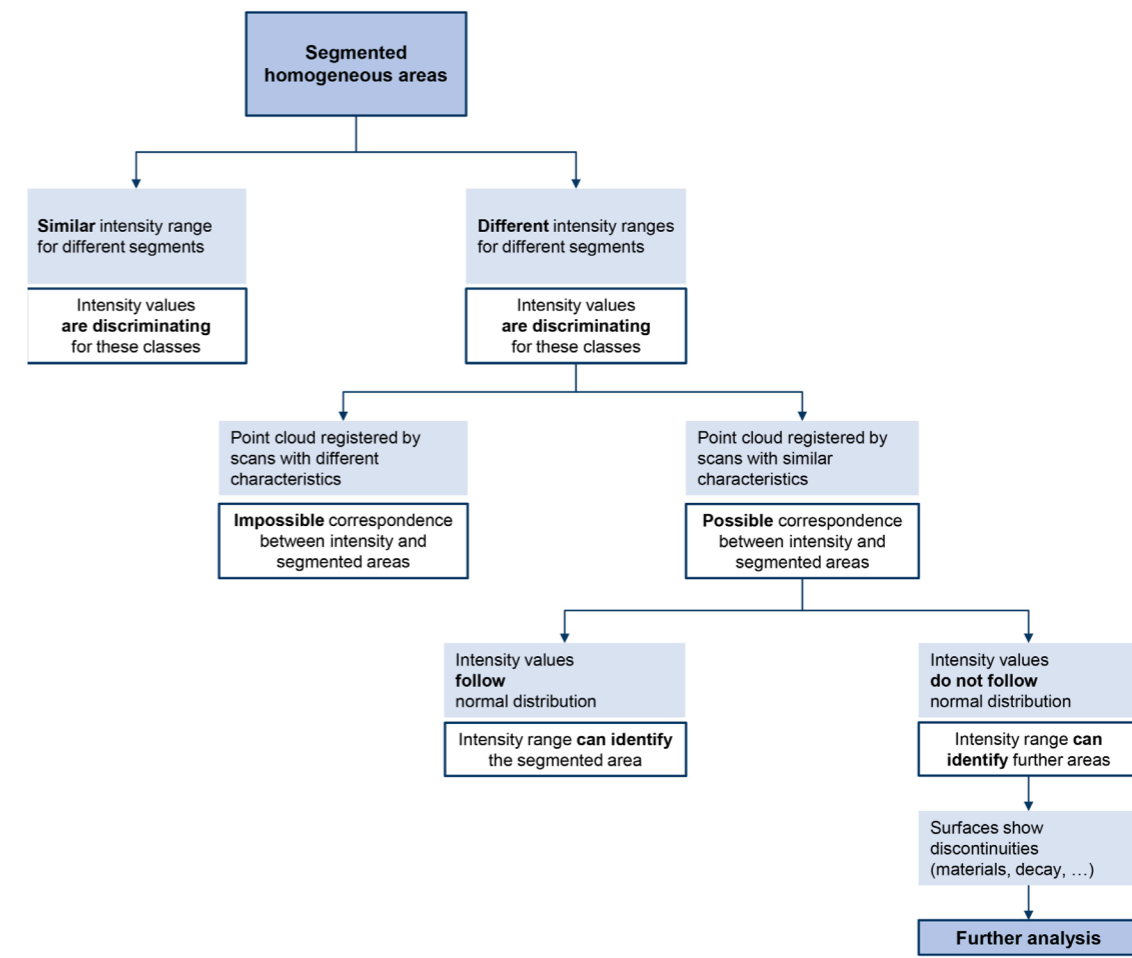 Segmented
homogeneous areas
Similar intensity range
for different segments
Different intensity ranges
for different segments
Intensity values
are discriminating
for these classes
Intensity values
are discriminating
for these classes
Point cloud registered by
scans with different
characteristics
Point cloud registered by
scans with similar
characteristics
Impossible correspondence
between intensity and
segmented areas
Possible correspondence
between intensity and
segmented areas
Intensity values
follow
normal distribution
Intensity values
do not follow
normal distribution
Intensity range can identify
the segmented area
Intensity range can
identify further areas
Surfaces show
discontinuities
(materials, decay, …)
Further analysis